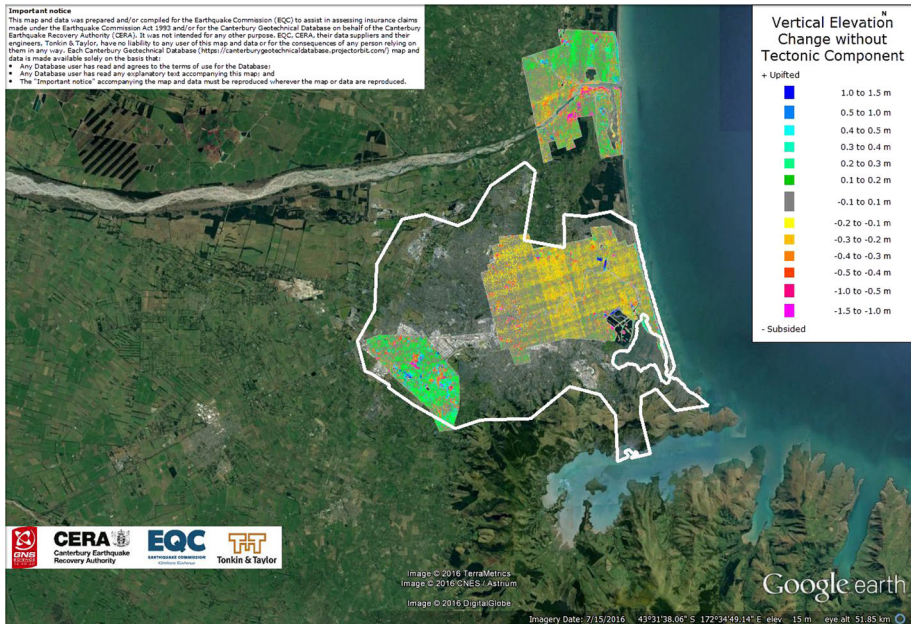 Important notice
This map and data was prepared and/or compiled for the Earthquake Commission (EQC) to assist in assessing insurance claims
made under the Earthquake Commission Act 1993 and/or for the Canterbury Geotechnical Database on behalf of the Canterbury
Earthquake Recovery Authority (CERA). It was not intended for any other purpose. EQC, CERA, their data suppliers and their
engineers, Tonkin & Taylor, have no liability to any user of this map and data or for the consequences of any person relying on
them in any way. Each Canterbury Geotechnical Database (https://canterburygeotechnicaldatabase.projectorbit.com/) map and
data is made available solely on the basis that:
• Any Database user has read and agrees to the terms of use for the Database;
• Any Database user has read any explanatory text accompanying this map; and
• The "Important notice" accompanying the map and data must be reproduced wherever the map or data are reproduced.
N
Vertical Elevation
Change without
Tectonic Component
+ Uplifted
1.0 to 1.5 m
0.5 to 1.0 m
0.4 to 0.5 m
0.3 to 0.4 m
0.2 to 0.3 m
0.1 to 0.2 m
-0.1 to 0.1 m
-0.2 to -0.1 m
-0.3 to -0.2 m
-0.4 to -0.3 m
-0.5 to -0.4 m
-1.0 to -0.5 m
-1.5 to -1.0 m
- Subsided
GNS
CERA
Canterbury Earthquake
Recovery Authority
EQC
EARTHQUAKE COMMISSION
T&T
Tonkin & Taylor
Image © 2016 TerraMetrics
Image © 2016 CNES / Astrium
Image © 2016 DigitalGlobe
Google earth
Imagery Date: 7/15/2016 43°31'38.06" S 172°34'49.14" E elev 15 m eye alt 51.85 km